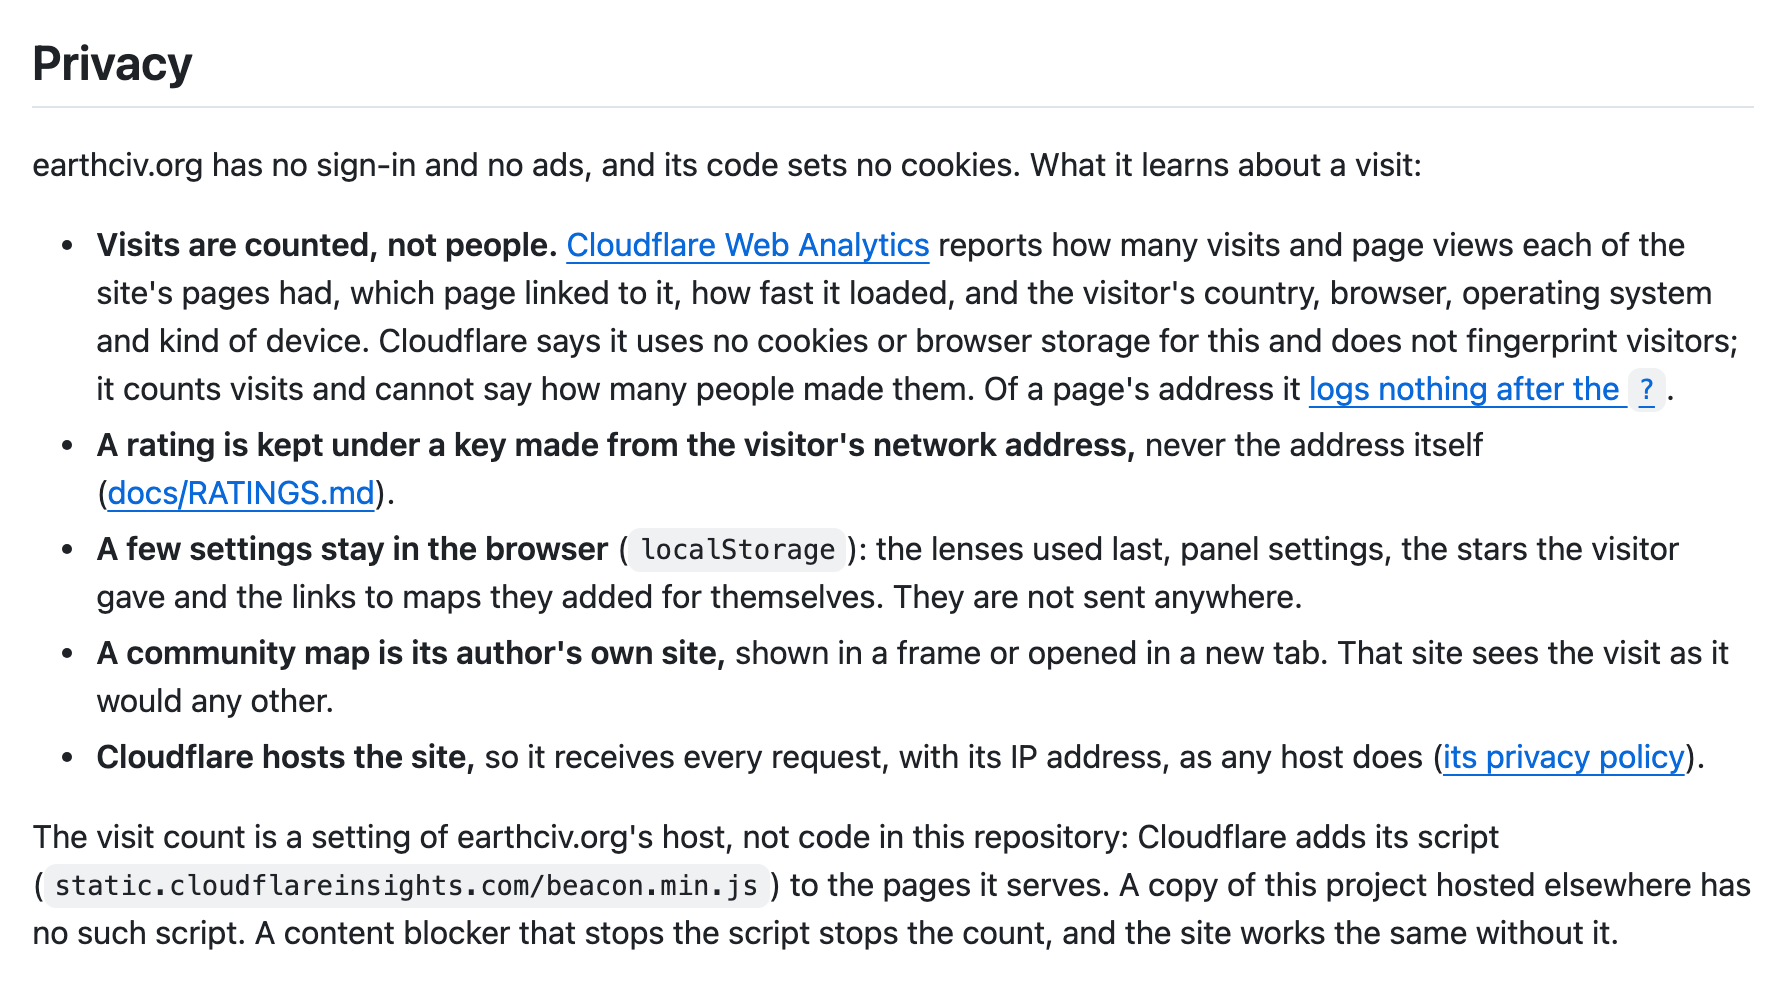 Privacy
earthciv.org has no sign-in and no ads, and its code sets no cookies. What it learns about a visit:
• Visits are counted, not people. Cloudflare Web Analytics reports how many visits and page views each of the
site's pages had, which page linked to it, how fast it loaded, and the visitor's country, browser, operating system
and kind of device. Cloudflare says it uses no cookies or browser storage for this and does not fingerprint visitors;
it counts visits and cannot say how many people made them. Of a page's address it logs nothing after the ?.
• A rating is kept under a key made from the visitor's network address, never the address itself
(docs/RATINGS.md).
• A few settings stay in the browser (localStorage): the lenses used last, panel settings, the stars the visitor
gave and the links to maps they added for themselves. They are not sent anywhere.
• A community map is its author's own site, shown in a frame or opened in a new tab. That site sees the visit as it
would any other.
• Cloudflare hosts the site, so it receives every request, with its IP address, as any host does (its privacy policy).
The visit count is a setting of earthciv.org's host, not code in this repository: Cloudflare adds its script
(static.cloudflareinsights.com/beacon.min.js) to the pages it serves. A copy of this project hosted elsewhere has
no such script. A content blocker that stops the script stops the count, and the site works the same without it.